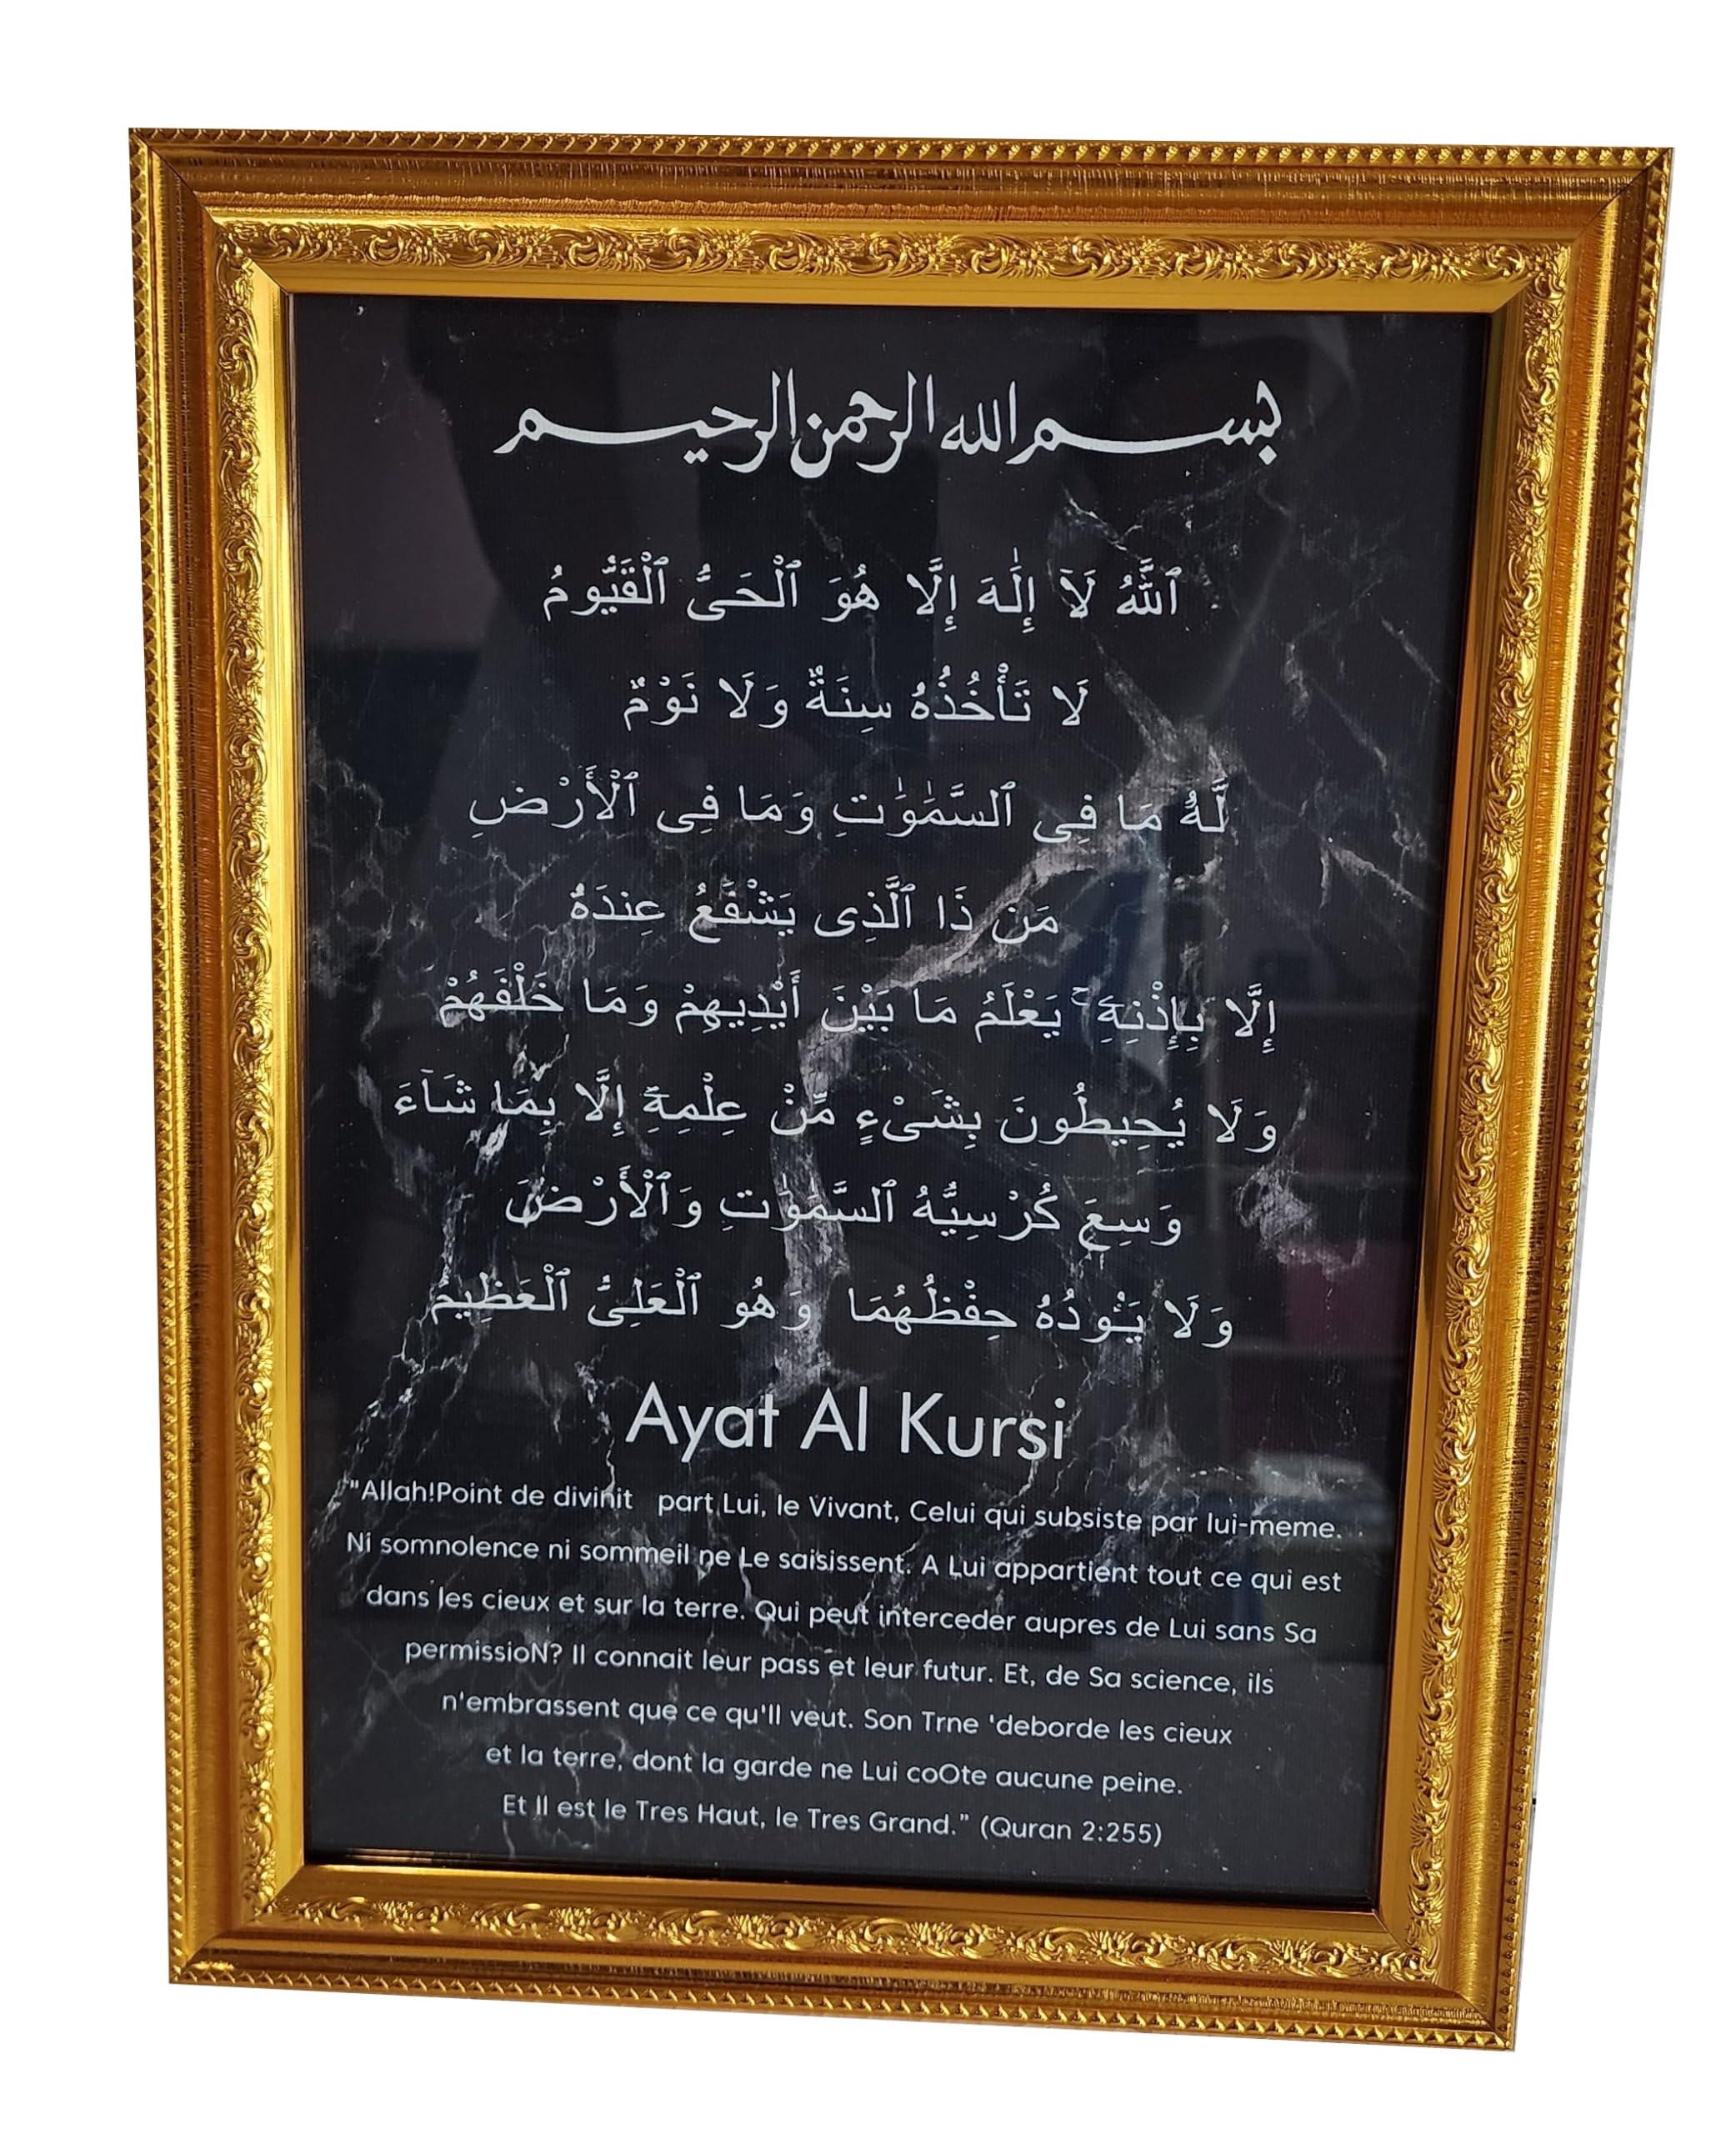 بسم الله الرحمن الرحيم
ٱللَّهُ لَآ إِلَٰهَ إِلَّا هُوَ ٱلْحَىُّ ٱلْقَيُّومُ
لَا تَأْخُذُهُۥ سِنَةٌ وَلَا نَوْمٌ
لَّهُۥ مَا فِى ٱلسَّمَٰوَٰتِ وَمَا فِى ٱلْأَرْضِ
مَن ذَا ٱلَّذِى يَشْفَعُ عِندَهُۥٓ
إِلَّا بِإِذْنِهِۦ ۚ يَعْلَمُ مَا بَيْنَ أَيْدِيهِمْ وَمَا خَلْفَهُمْ
وَلَا يُحِيطُونَ بِشَىْءٍ مِّنْ عِلْمِهِۦٓ إِلَّا بِمَا شَآءَ
وَسِعَ كُرْسِيُّهُ ٱلسَّمَٰوَٰتِ وَٱلْأَرْضَ
وَلَا يَـُٔودُهُۥ حِفْظُهُمَا وَهُو ٱلْعَلِىُّ ٱلْعَظِيمُ
Ayat Al Kursi
"Allah!Point de divinit part Lui, le Vivant, Celui qui subsiste par lui-meme.
Ni somnolence ni sommeil ne Le saisissent. A Lui appartient tout ce qui est
dans les cieux et sur la terre. Qui peut interceder aupres de Lui sans Sa
permissioN? Il connait leur pass et leur futur. Et, de Sa science, ils
n'embrassent que ce qu'Il veut. Son Trne 'deborde les cieux
et la terre, dont la garde ne Lui coOte aucune peine.
Et Il est le Tres Haut, le Tres Grand." (Quran 2:255)